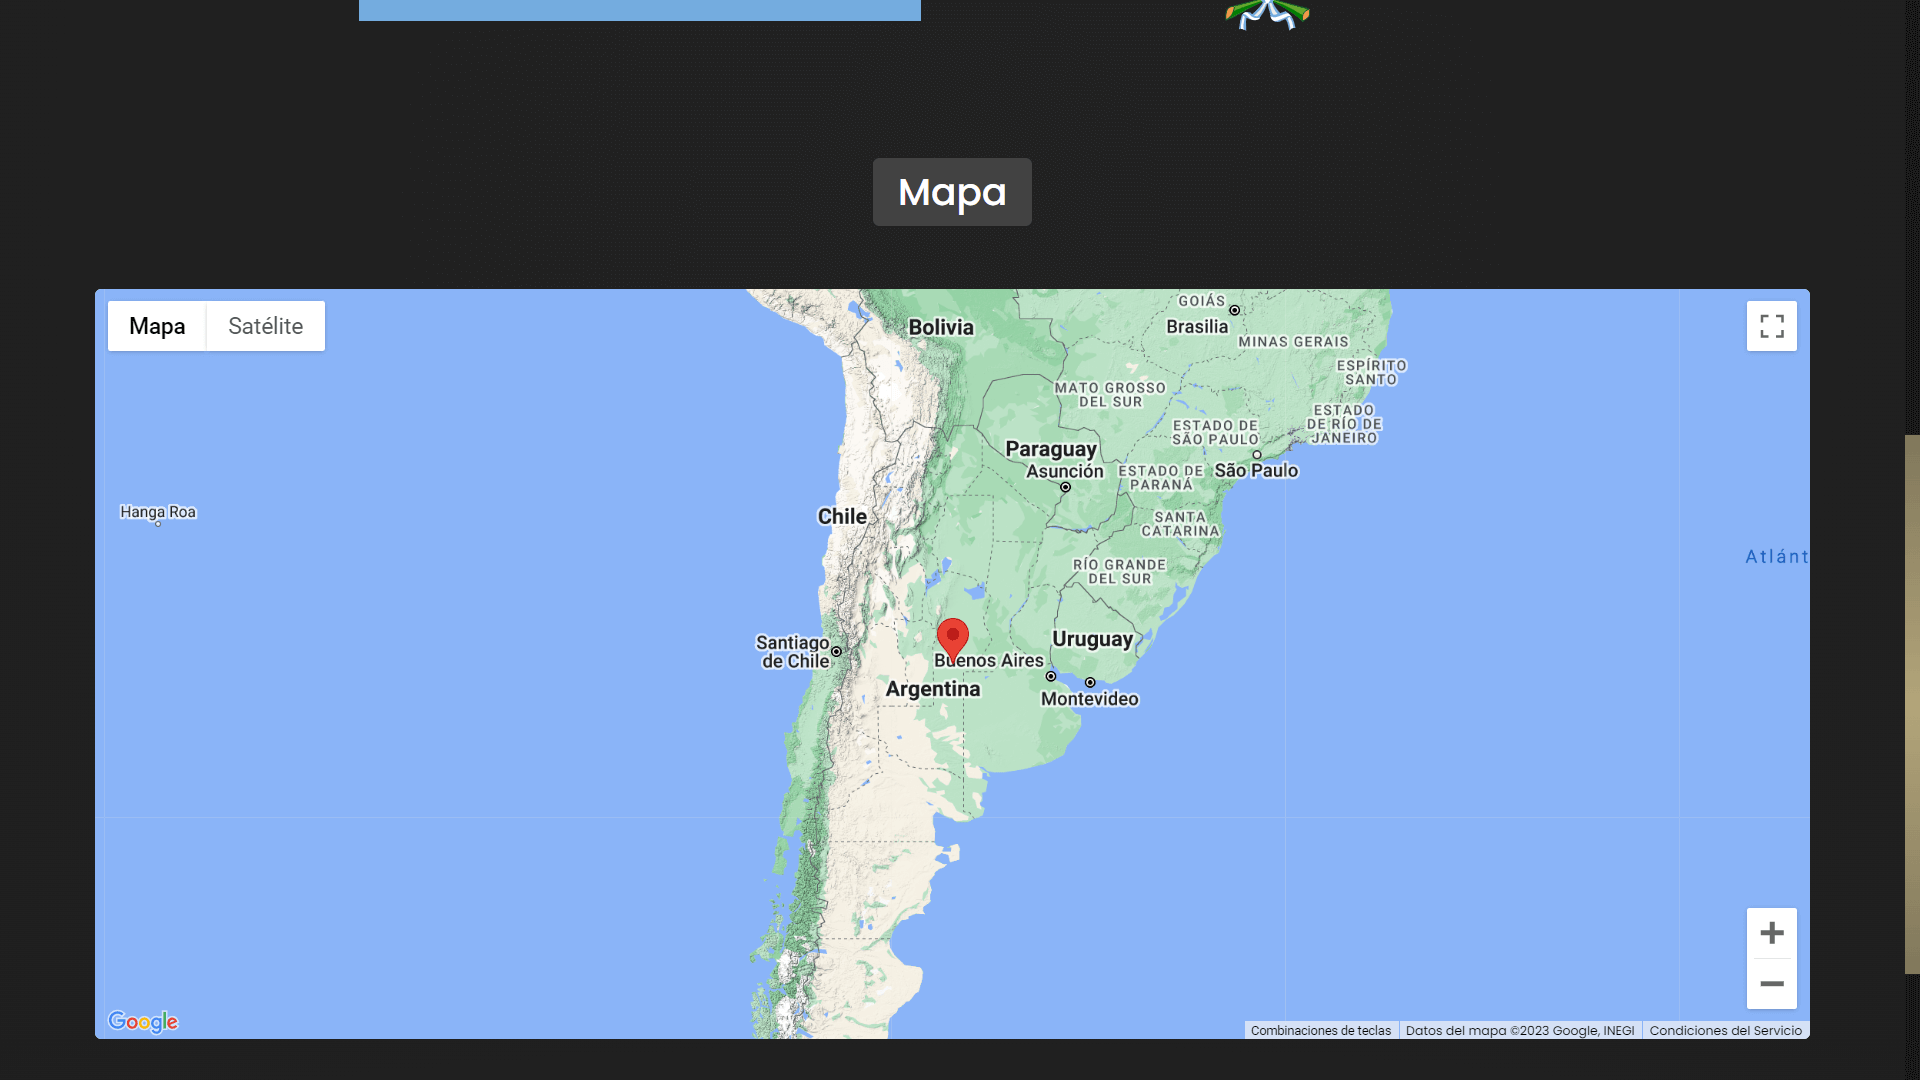 Mapa
Mapa
Satélite
GOIÁS
Brasilia
Bolivia
MINAS GERAIS
ESPÍRITO
SANTO
MATO GROSSO
DEL SUR
ESTADO
DE RÍO DE
JANEIRO
ESTADO DE
SÃO PAULO
Paraguay
Asunción
ESTADO DE
PARANÁ
São Paulo
Hanga Roa
Chile
SANTA
CATARINA
Atlánt
RÍO GRANDE
DEL SUR
Santiago
de Chile
Uruguay
Buenos Aires
Argentina
Montevideo
Google
Combinaciones de teclas
Datos del mapa ©2023 Google, INEGI
Condiciones del Servicio